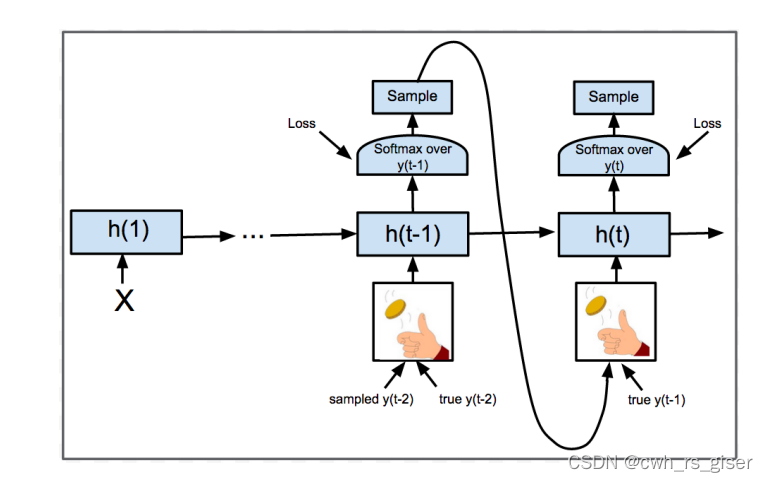 Sample
Sample
Loss
Loss
Softmax over
y(t-1)
Softmax over
y(t)
h(1)
...
h(t-1)
h(t)
X
sampled y(t-2)
true y(t-2)
true y(t-1)
CSDN @cwh_rs_giser